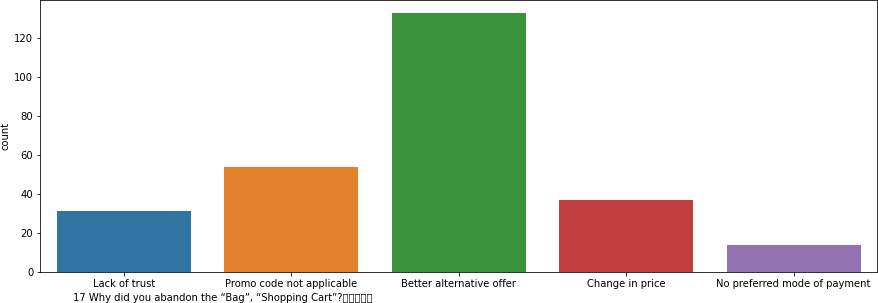 120
100
80
60
40
20
0
count
Lack of trust
Promo code not applicable
Better alternative offer
Change in price
No preferred mode of payment
17 Why did you abandon the “Bag”, “Shopping Cart”?